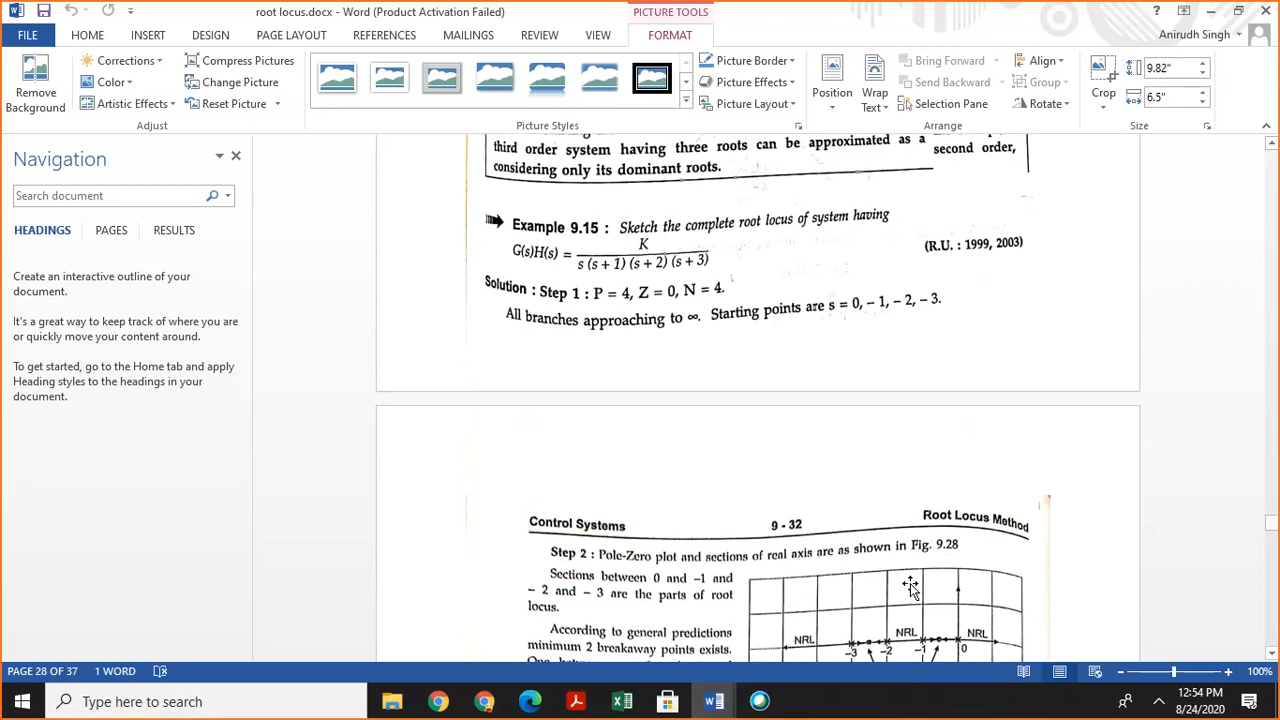 root locus.docx - Word (Product Activation Failed)
PICTURE TOOLS
FILE
HOME
INSERT
DESIGN
PAGE LAYOUT
REFERENCES
MAILINGS
REVIEW
VIEW
FORMAT
Anirudh Singh
Remove
Background
Corrections
Color
Artistic Effects
Compress Pictures
Change Picture
Reset Picture
Adjust
Picture Styles
Picture Border
Picture Effects
Picture Layout
Position
Wrap
Text
Bring Forward
Send Backward
Selection Pane
Align
Group
Rotate
Arrange
Crop
9.82"
6.5"
Size
Navigation
Search document
HEADINGS
PAGES
RESULTS
Create an interactive outline of your
document.
It's a great way to keep track of where you are
or quickly move your content around.
To get started, go to the Home tab and apply
Heading styles to the headings in your
document.
third order system having three roots can be approximated as a second order,
considering only its dominant roots.
Example 9.15 : Sketch the complete root locus of system having
G(s)H(s) = K / s (s + 1) (s + 2) (s + 3)
(R.U. : 1999, 2003)
Solution : Step 1 : P = 4, Z = 0, N = 4.
All branches approaching to ∞. Starting points are s = 0, – 1, – 2, – 3.
Control Systems
9 - 32
Root Locus Method
Step 2 : Pole-Zero plot and sections of real axis are as shown in Fig. 9.28
Sections between 0 and –1 and
– 2 and – 3 are the parts of root
locus.
According to general predictions
minimum 2 breakaway points exists.
NRL
NRL
NRL
–3
–2
–1
0
PAGE 28 OF 37
1 WORD
100%
Type here to search
12:54 PM
8/24/2020